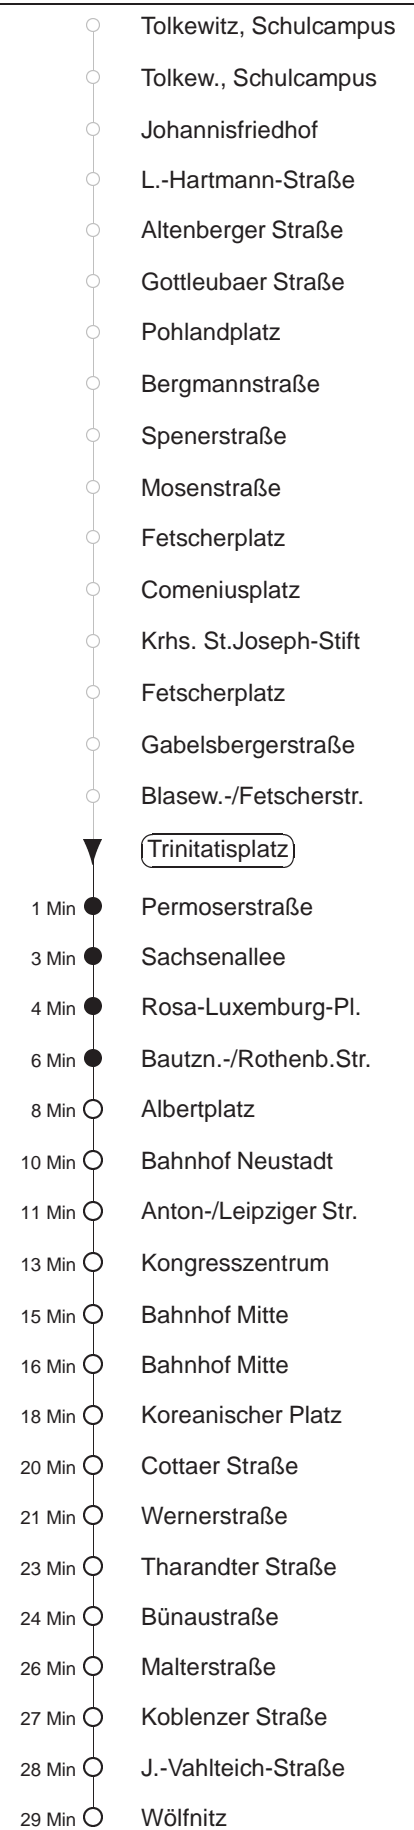 Tolkewitz, Schulcampus
Tolkew., Schulcampus
Johannisfriedhof
L.-Hartmann-Straße
Altenberger Straße
Gottleubaer Straße
Pohlandplatz
Bergmannstraße
Spenerstraße
Mosenstraße
Fetscherplatz
Comeniusplatz
Krhs. St.Joseph-Stift
Fetscherplatz
Gabelsbergerstraße
Blasew.-/Fetscherstr.
Trinitatisplatz
1 Min Permoserstraße
3 Min Sachsenallee
4 Min Rosa-Luxemburg-Pl.
6 Min Bautzn.-/Rothenb.Str.
8 Min Albertplatz
10 Min Bahnhof Neustadt
11 Min Anton-/Leipziger Str.
13 Min Kongresszentrum
15 Min Bahnhof Mitte
16 Min Bahnhof Mitte
18 Min Koreanischer Platz
20 Min Cottaer Straße
21 Min Wernerstraße
23 Min Tharandter Straße
24 Min Bünaustraße
26 Min Malterstraße
27 Min Koblenzer Straße
28 Min J.-Vahlteich-Straße
29 Min Wölfnitz